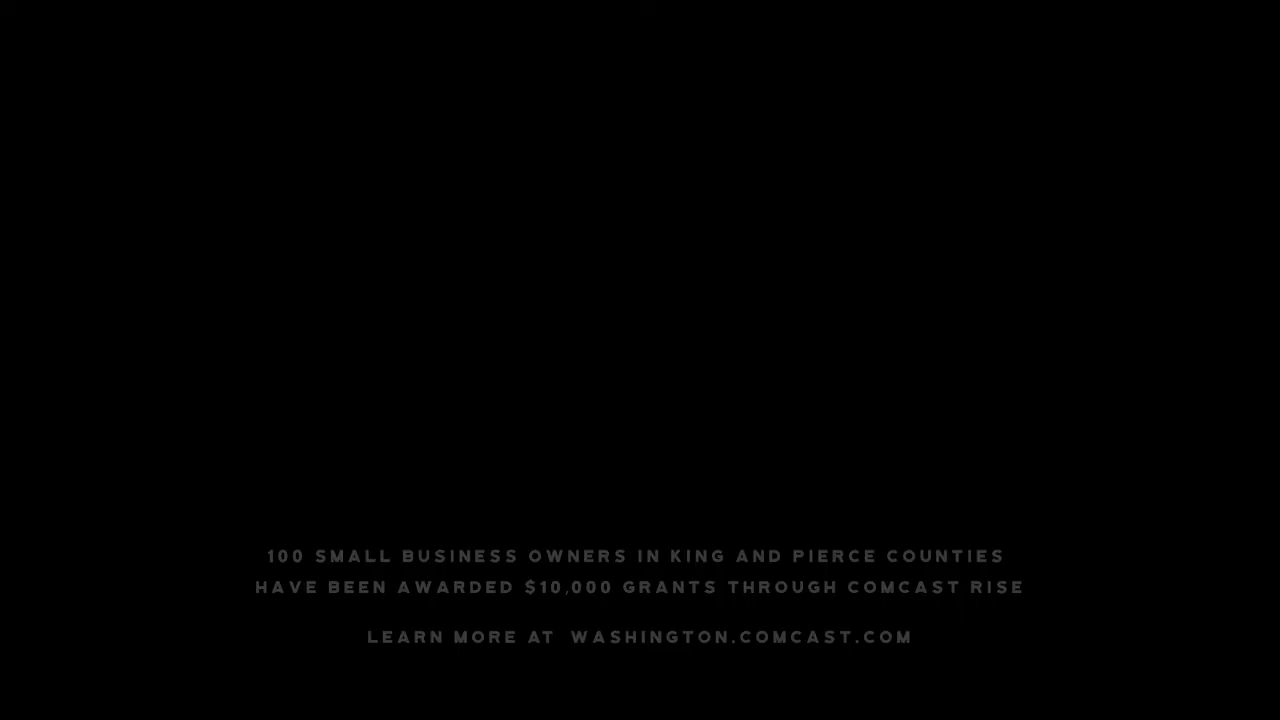 100 SMALL BUSINESS OWNERS IN KING AND PIERCE COUNTIES
HAVE BEEN AWARDED $10,000 GRANTS THROUGH COMCAST RISE
LEARN MORE AT WASHINGTON.COMCAST.COM